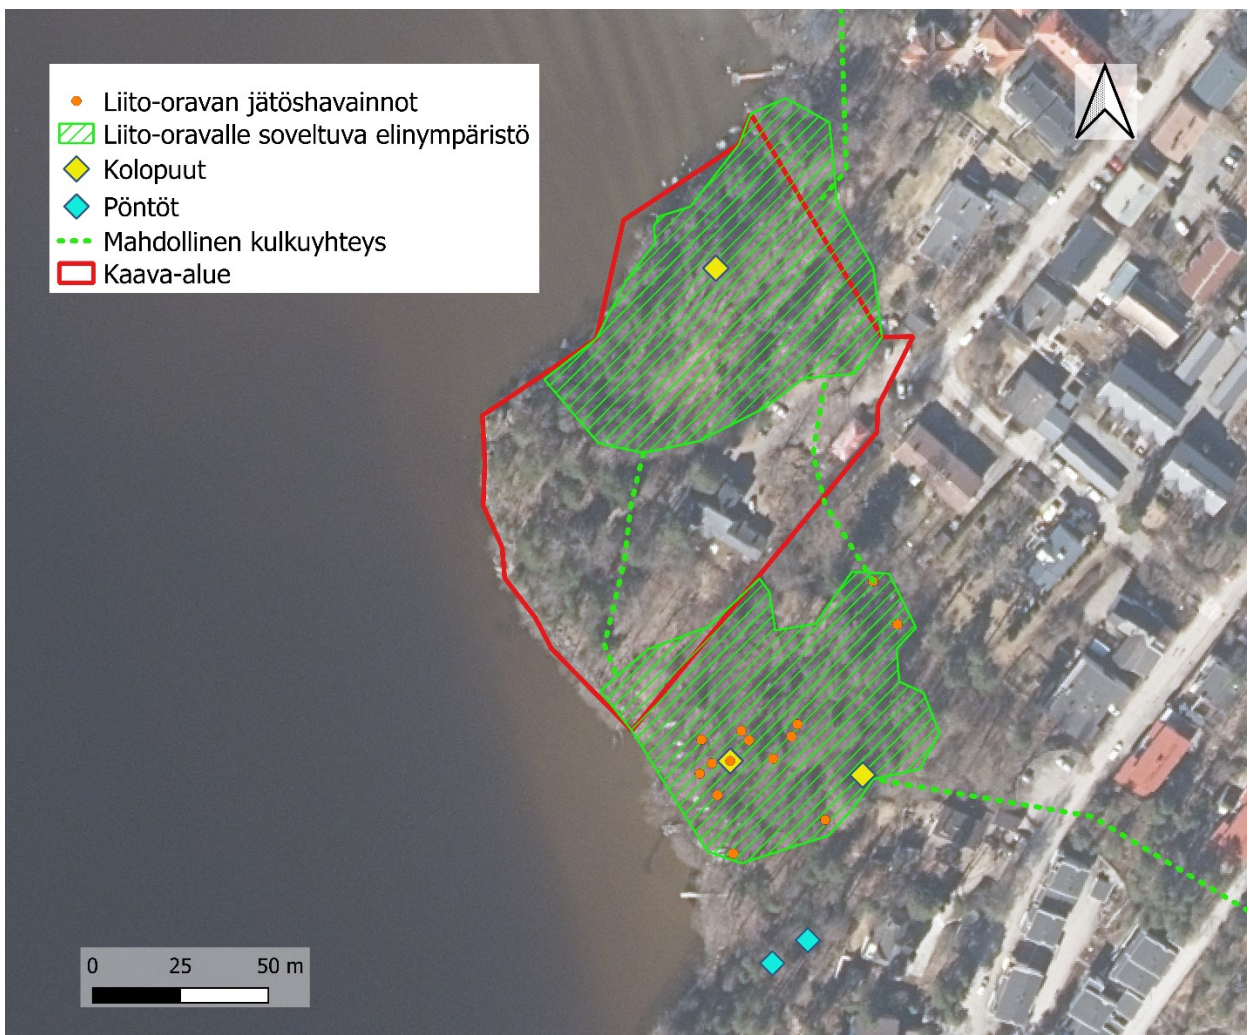 Liito-oravan jätöshavainnot
Liito-oravalle soveltuva elinympäristö
Kolopuut
Pöntöt
Mahdollinen kulkuyhteys
Kaava-alue
0 25 50 m